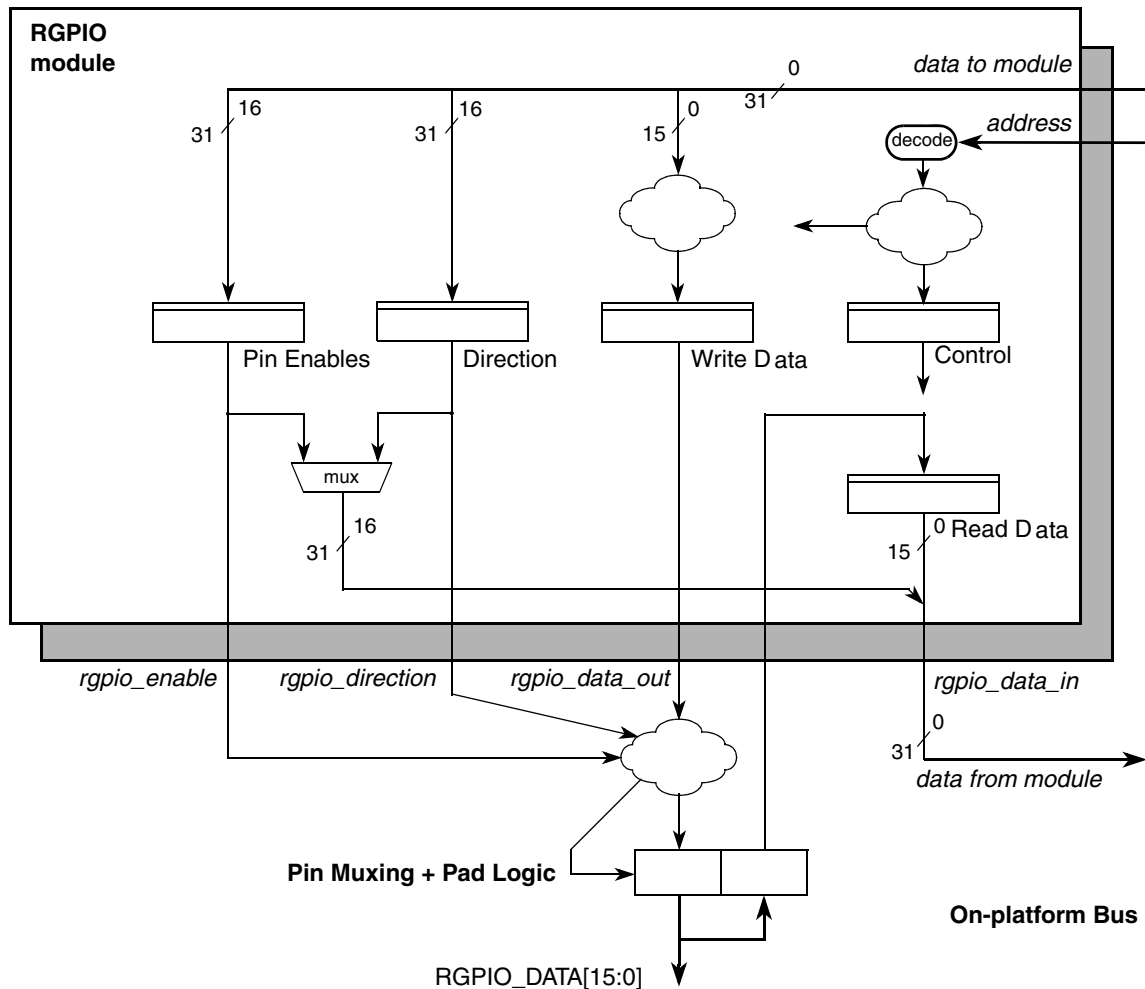 RGPIO
module
data to module
0
31
16
31
16
31
0
15
address
decode
Pin Enables
Direction
Write Data
Control
mux
16
31
0
15
Read Data
rgpio_enable
rgpio_direction
rgpio_data_out
rgpio_data_in
0
31
data from module
Pin Muxing + Pad Logic
On-platform Bus
RGPIO_DATA[15:0]